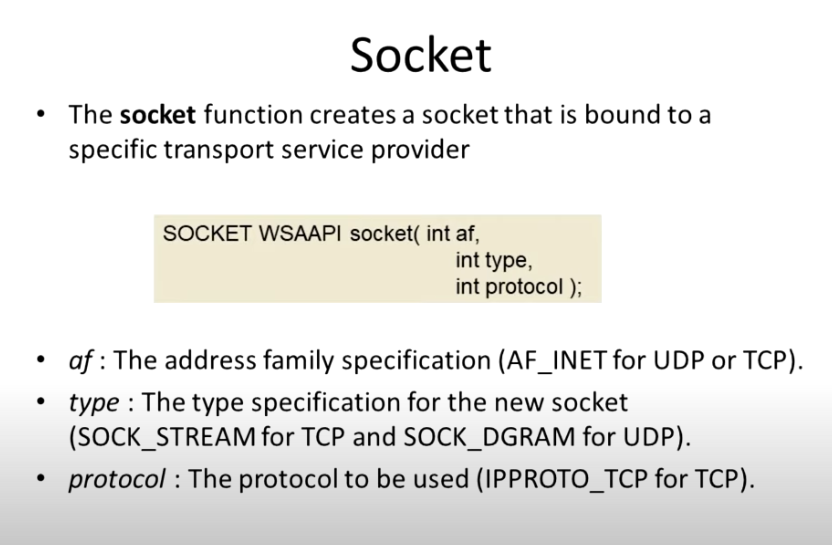 Socket
• The socket function creates a socket that is bound to a
specific transport service provider
SOCKET WSAAPI socket( int af,
int type,
int protocol );
• af : The address family specification (AF_INET for UDP or TCP).
• type : The type specification for the new socket
(SOCK_STREAM for TCP and SOCK_DGRAM for UDP).
• protocol : The protocol to be used (IPPROTO_TCP for TCP).